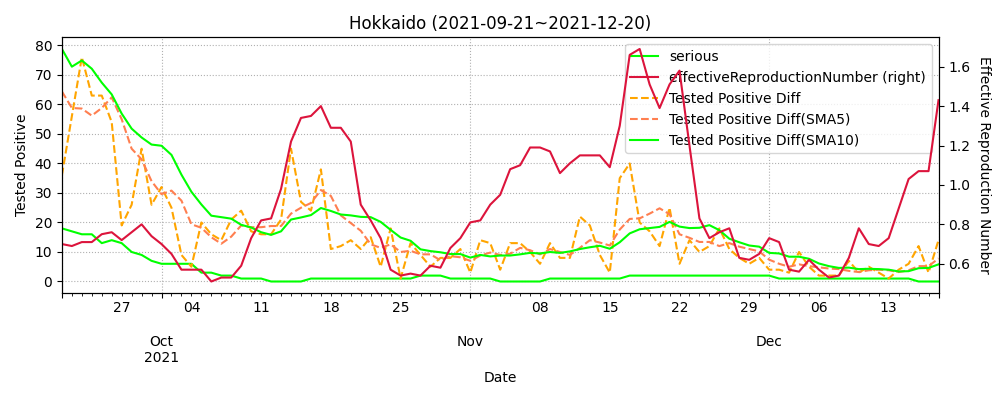 Hokkaido (2021-09-21~2021-12-20)
serious
effectiveReproductionNumber (right)
Tested Positive Diff
Tested Positive Diff(SMA5)
Tested Positive Diff(SMA10)
80
70
60
50
40
30
20
10
0
Tested Positive
1.6
1.4
1.2
1.0
0.8
0.6
Effective Reproduction Number
27 04 11 18 25 08 15 22 29 06 13
Oct Nov Dec
2021
Date